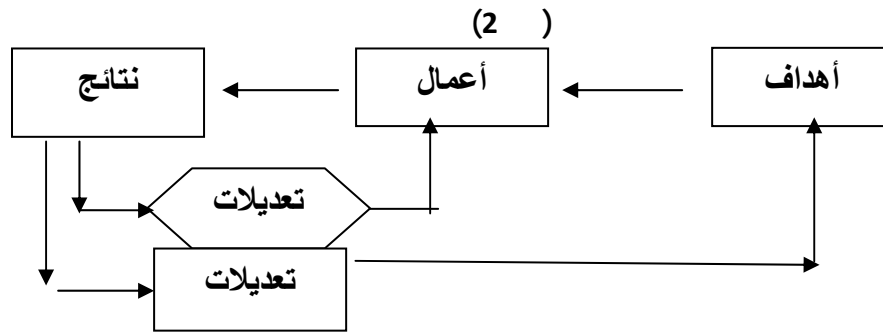 (2    )
أهداف
أعمال
نتائج
تعديلات
تعديلات